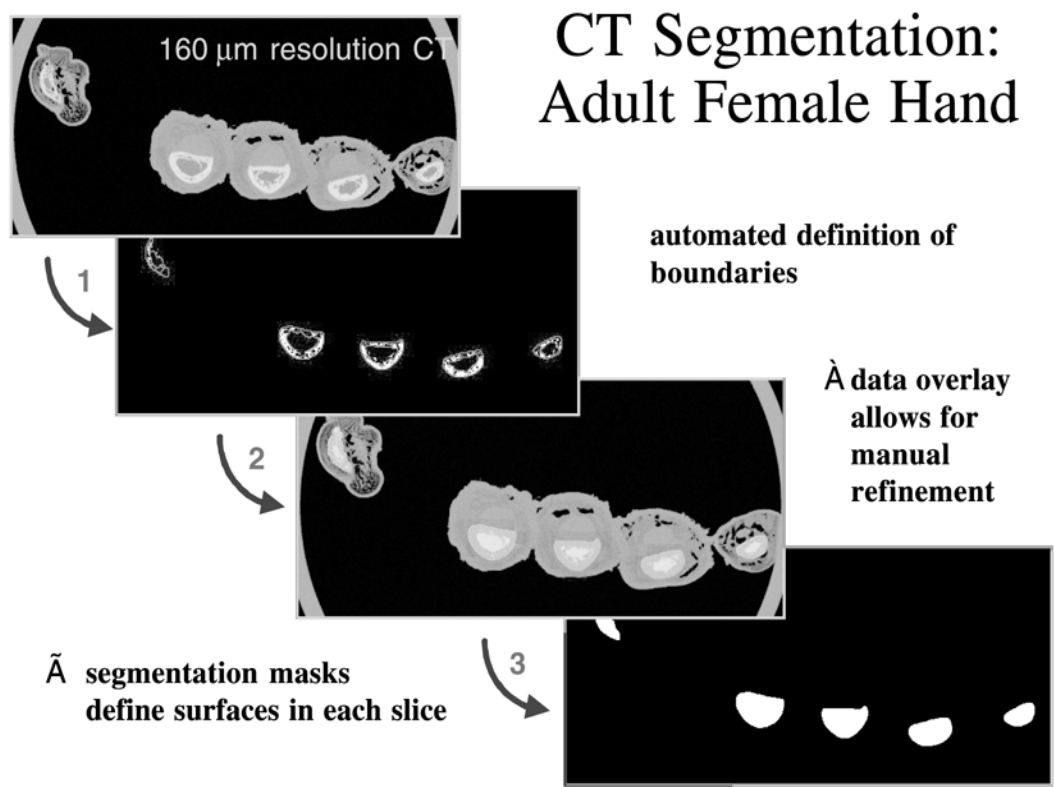 160 µm resolution CT
CT Segmentation:
Adult Female Hand
automated definition of
boundaries
1
À data overlay
allows for
manual
refinement
2
Ã segmentation masks
define surfaces in each slice
3